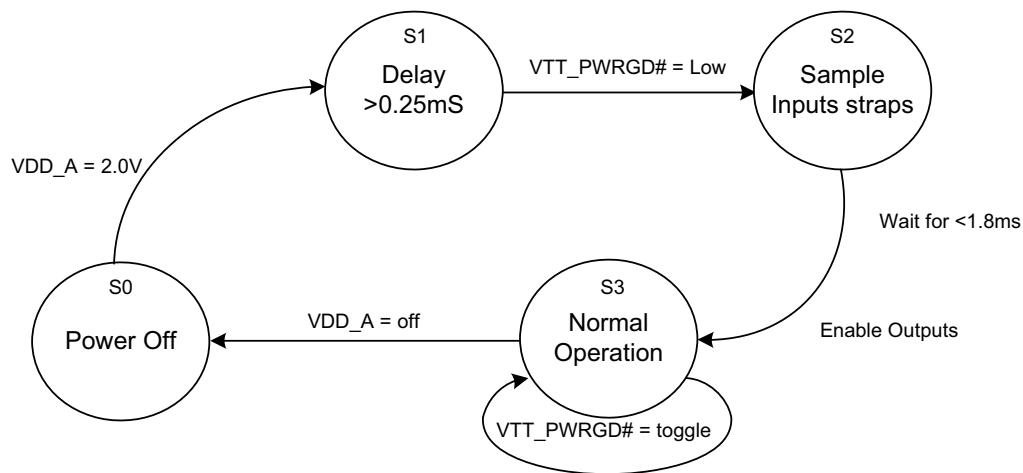 S1
Delay
>0.25mS
VTT_PWRGD# = Low
S2
Sample
Inputs straps
VDD_A = 2.0V
Wait for <1.8ms
S0
Power Off
VDD_A = off
S3
Normal
Operation
Enable Outputs
VTT_PWRGD# = toggle